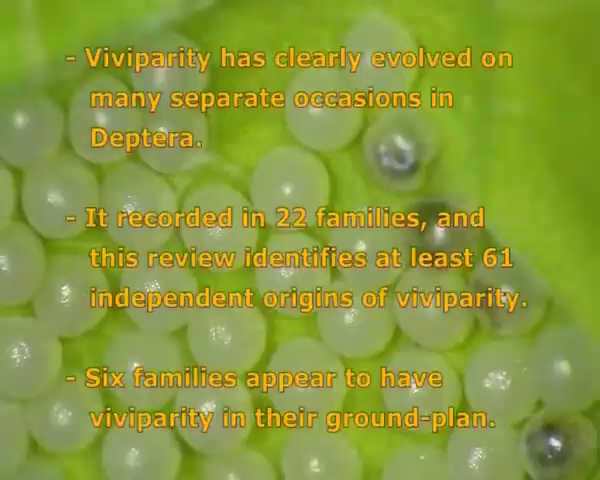 - Viviparity has clearly evolved on
many separate occasions in
Deptera.
- It recorded in 22 families, and
this review identifies at least 61
independent origins of viviparity.
- Six families appear to have
viviparity in their ground-plan.